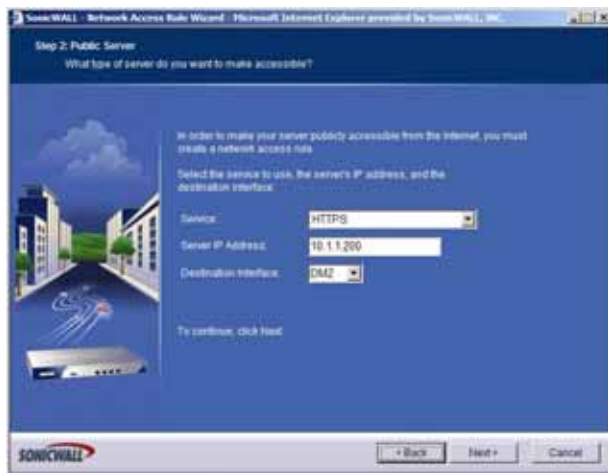 SonicWALL - Network Access Rule Wizard - Microsoft Internet Explorer provided by SonicWALL, INC.
Step 2: Public Server
What type of server do you want to make accessible?
In order to make your server publicly accessible from the Internet, you must
create a network access rule.
Select the service to use, the server's IP address, and the
destination interface.
Service: HTTPS
Server IP Address: 10.1.1.200
Destination Interface: DMZ
To continue, click Next.
SONICWALL
< Back
Next >
Cancel